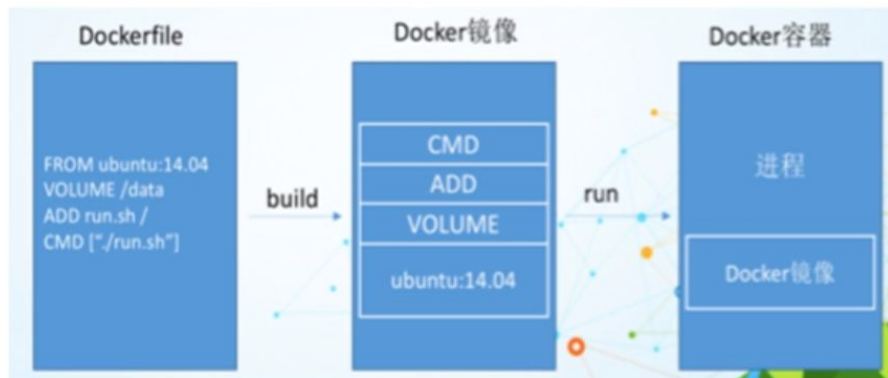 Dockerfile
FROM ubuntu:14.04
VOLUME /data
ADD run.sh /
CMD ["./run.sh"]
build
Docker镜像
CMD
ADD
VOLUME
ubuntu:14.04
run
Docker容器
进程
Docker镜像